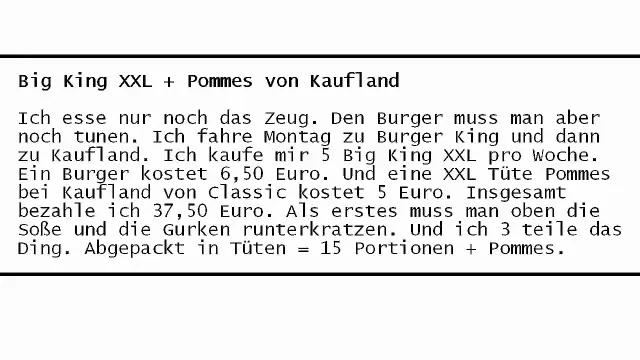 Big King XXL + Pommes von Kaufland
Ich esse nur noch das Zeug. Den Burger muss man aber
noch tunen. Ich fahre Montag zu Burger King und dann
zu Kaufland. Ich kaufe mir 5 Big King XXL pro Woche.
Ein Burger kostet 6,50 Euro. Und eine XXL Tüte Pommes
bei Kaufland von Classic kostet 5 Euro. Insgesamt
bezahle ich 37,50 Euro. Als erstes muss man oben die
Soße und die Gurken runterkratzen. Und ich 3 teile das
Ding. Abgepackt in Tüten = 15 Portionen + Pommes.